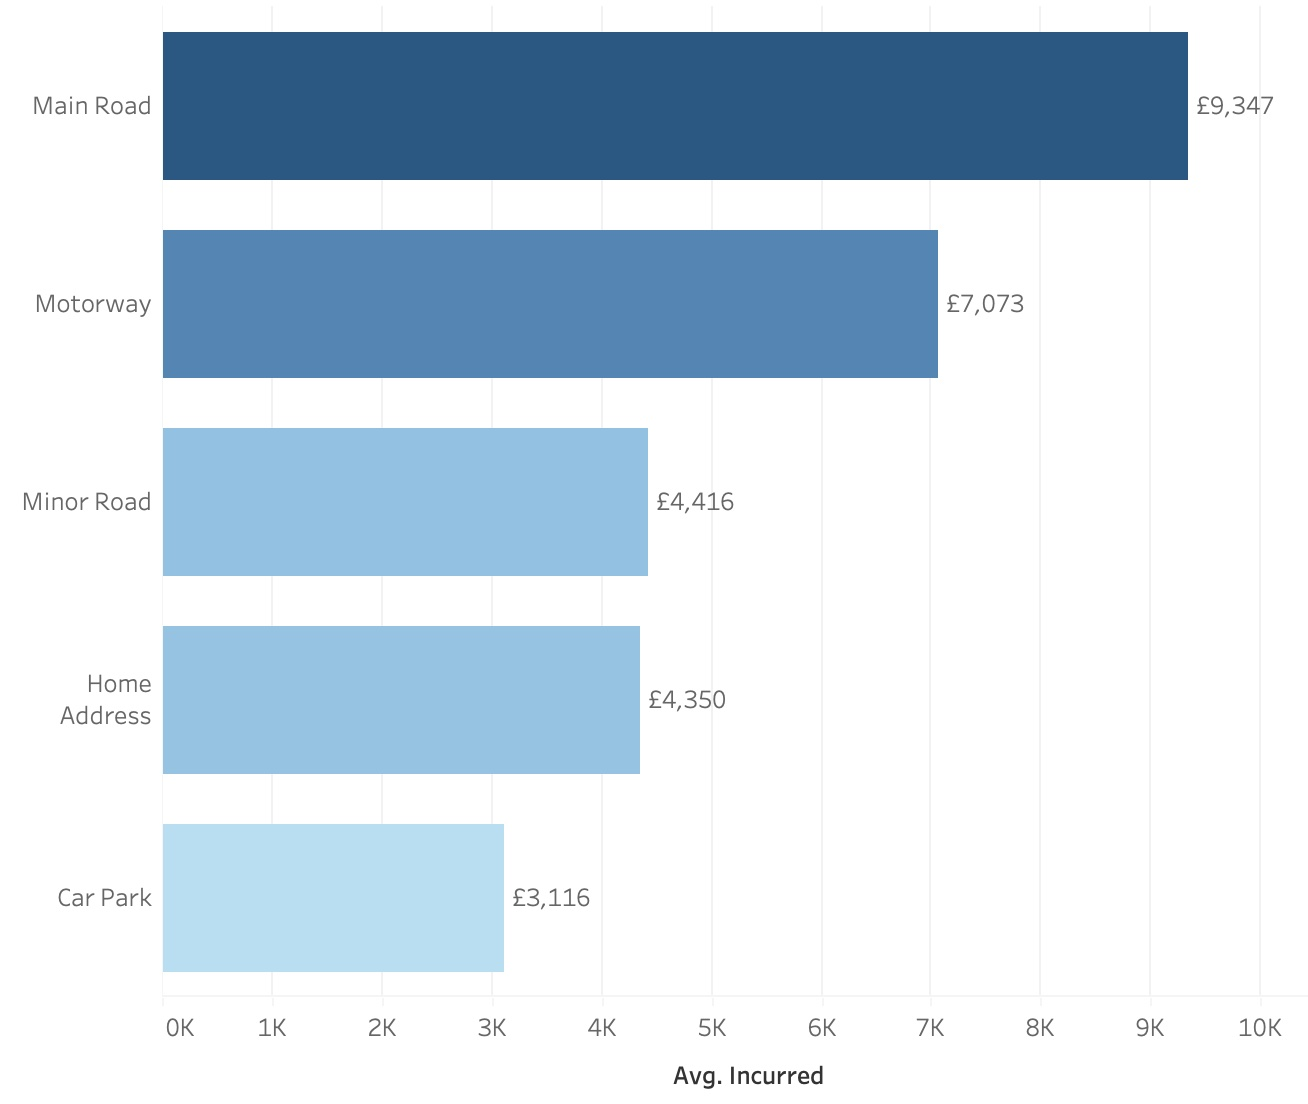 Main Road
£9,347
Motorway
£7,073
Minor Road
£4,416
Home
Address
£4,350
Car Park
£3,116
0K 1K 2K 3K 4K 5K 6K 7K 8K 9K 10K
Avg. Incurred